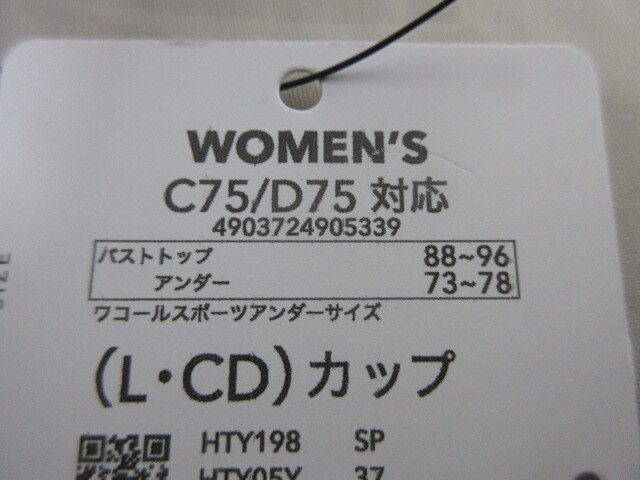 WOMEN'S
C75/D75 対応
4903724905339
バストトップ 88~96
アンダー 73~78
ワコールスポーツアンダーサイズ
(L・CD)カップ
HTY198 SP
HTY05Y 37